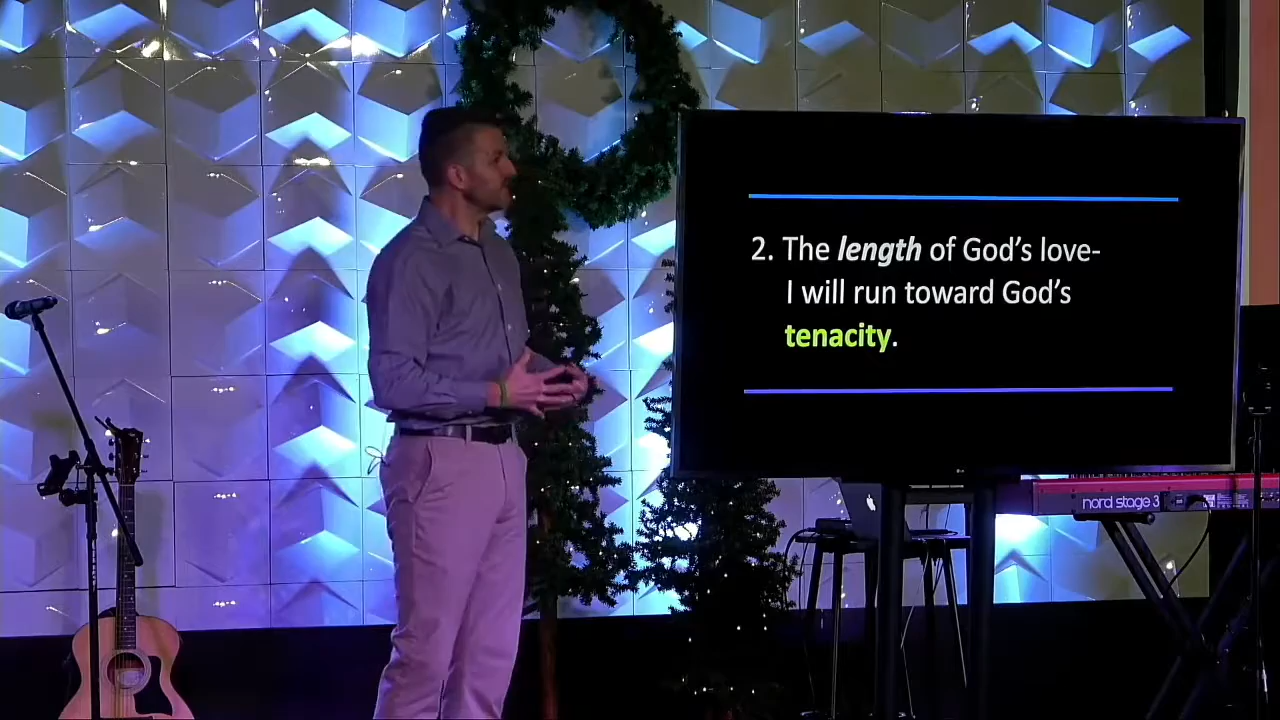 2. The length of God's love-
I will run toward God's
tenacity.
nord stage 3